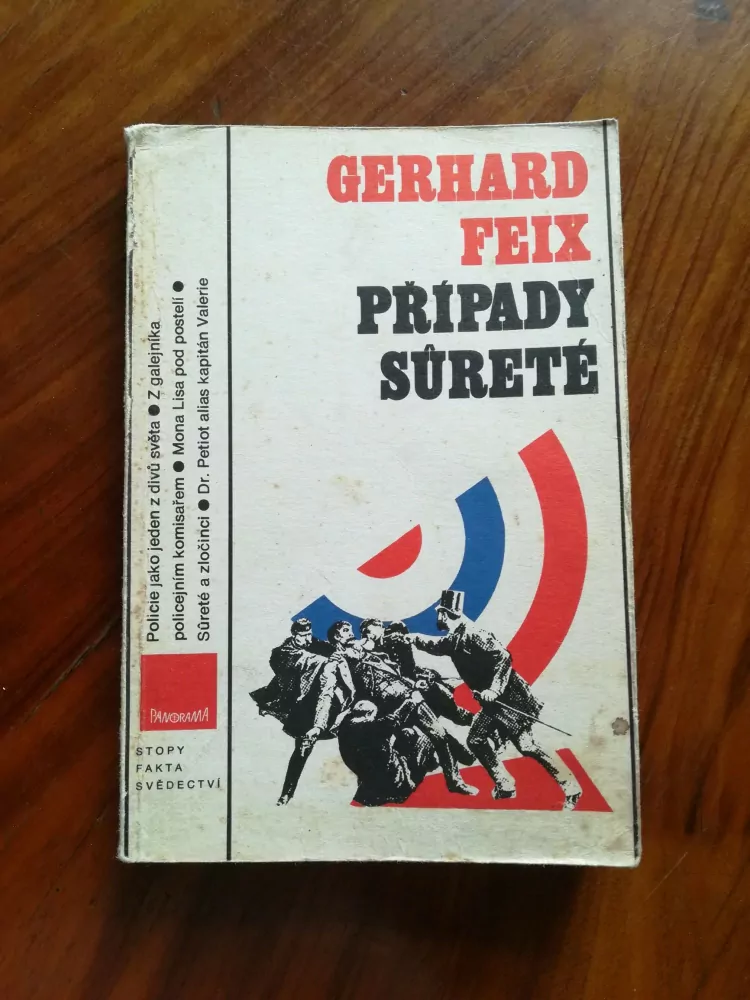 GERHARD
FEIX
PŘÍPADY
SÛRETÉ
Policie jako jeden z divů světa ● Z galejníka
policejním komisařem ● Mona Lisa pod postelí ●
Sûreté a zločinci ● Dr. Petiot alias kapitán Valerie
PANORAMA
STOPY
FAKTA
SVĚDECTVÍ